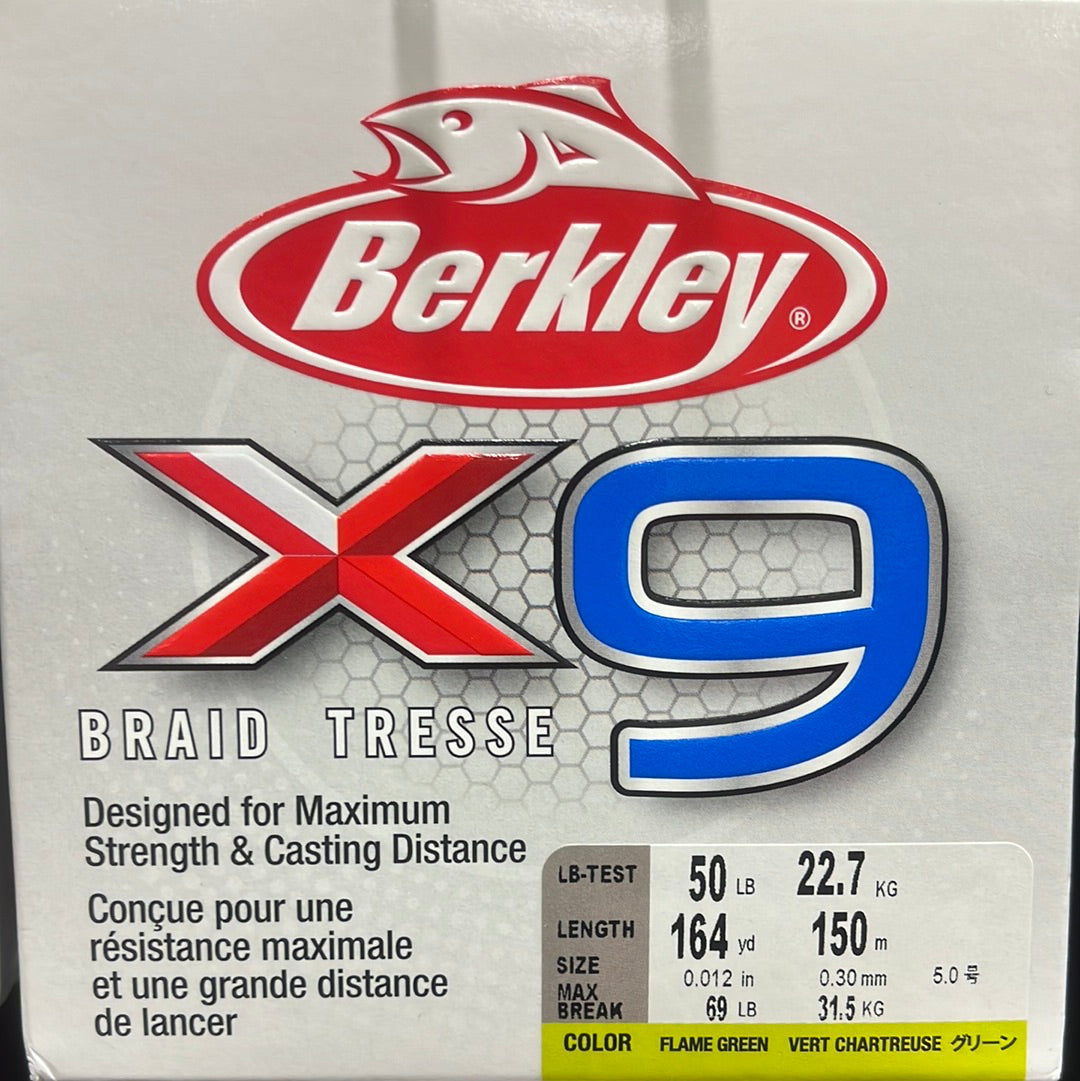 Berkley®
X9
BRAID TRESSE
Designed for Maximum
Strength & Casting Distance
Conçue pour une
résistance maximale
et une grande distance
de lancer
LB-TEST 50 LB 22.7 KG
LENGTH 164 yd 150 m
SIZE 0.012 in 0.30 mm 5.0号
MAX
BREAK 69 LB 31.5 KG
COLOR FLAME GREEN VERT CHARTREUSE グリーン